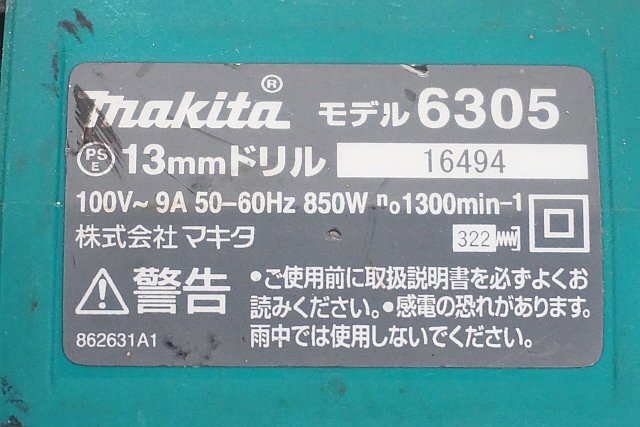 makita® モデル 6305
PSE 13mmドリル 16494
100V~ 9A 50-60Hz 850W n₀1300min⁻¹
株式会社 マキタ 322
警告 •ご使用前に取扱説明書を必ずよくお
読みください。•感電の恐れがあります。
雨中では使用しないでください。
862631A1